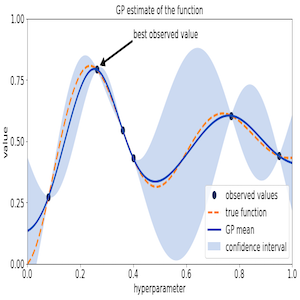 GP estimate of the function
best observed value
1.00
0.75
0.50
0.25
0.00
value
observed values
true function
GP mean
confidence interval
0.0
0.2
0.4
0.6
0.8
1.0
hyperparameter